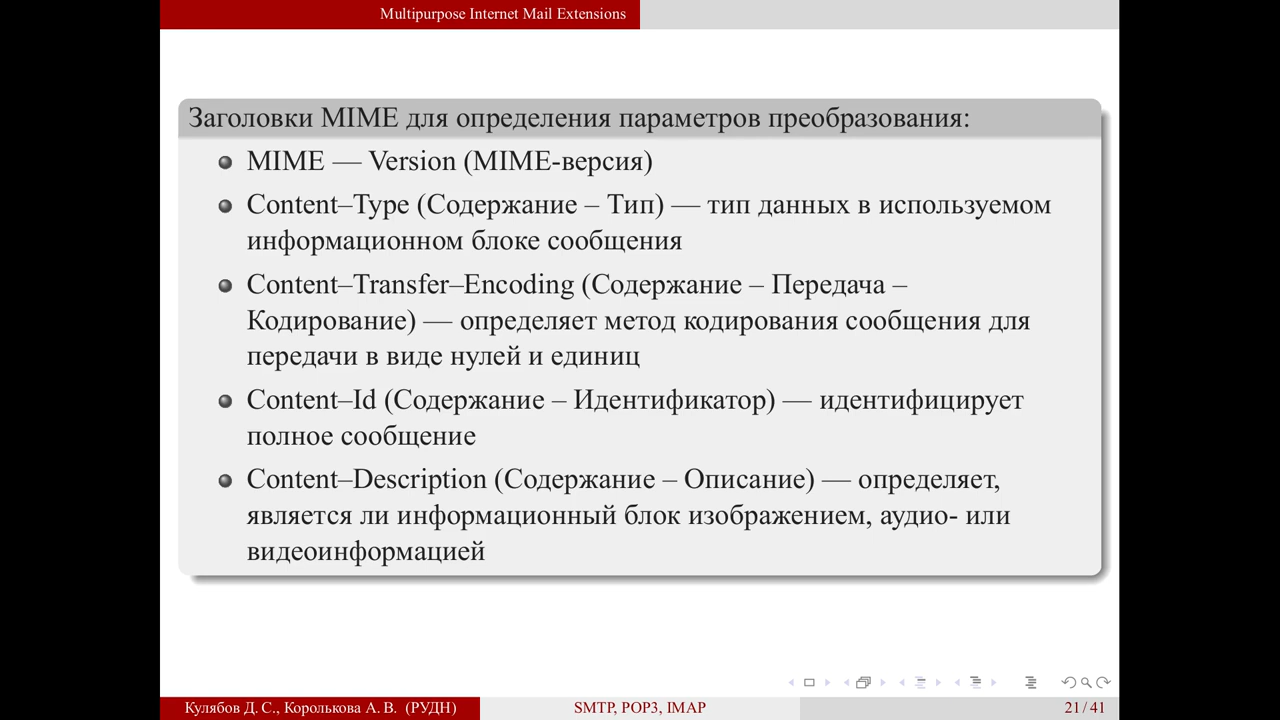 Multipurpose Internet Mail Extensions
Заголовки MIME для определения параметров преобразования:
MIME — Version (MIME-версия)
Content–Type (Содержание – Тип) — тип данных в используемом
информационном блоке сообщения
Content–Transfer–Encoding (Содержание – Передача –
Кодирование) — определяет метод кодирования сообщения для
передачи в виде нулей и единиц
Content–Id (Содержание – Идентификатор) — идентифицирует
полное сообщение
Content–Description (Содержание – Описание) — определяет,
является ли информационный блок изображением, аудио- или
видеоинформацией
Кулябов Д. С., Королькова А. В. (РУДН)
SMTP, POP3, IMAP
21 / 41